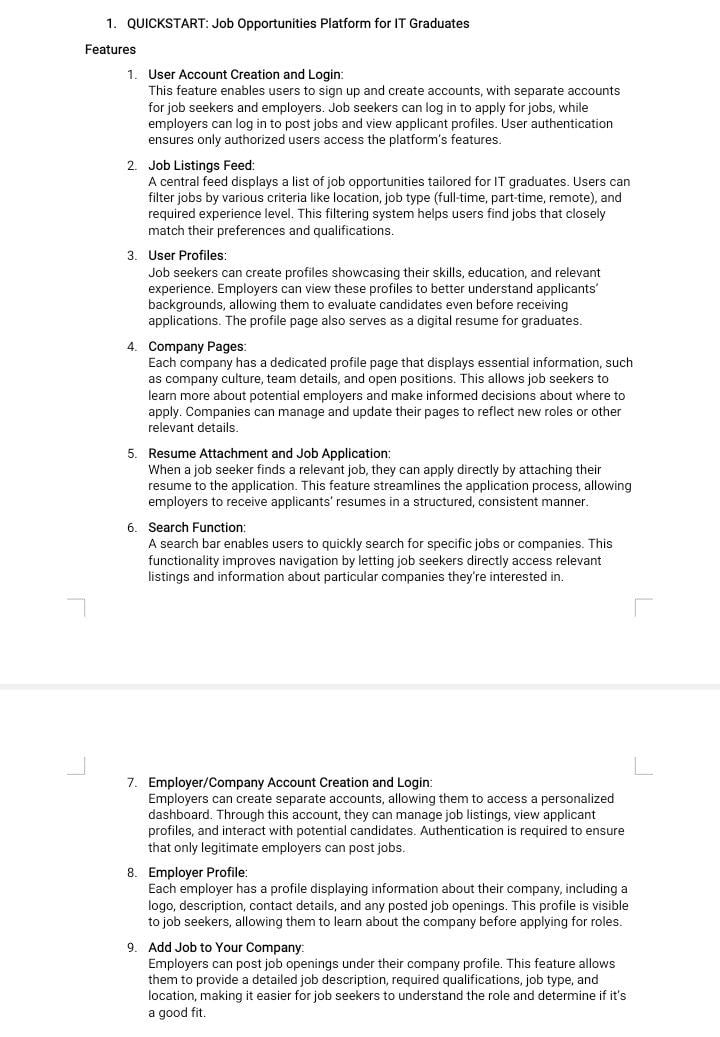 1. QUICKSTART: Job Opportunities Platform for IT Graduates
Features
1. User Account Creation and Login:
This feature enables users to sign up and create accounts, with separate accounts
for job seekers and employers. Job seekers can log in to apply for jobs, while
employers can log in to post jobs and view applicant profiles. User authentication
ensures only authorized users access the platform's features.
2. Job Listings Feed:
A central feed displays a list of job opportunities tailored for IT graduates. Users can
filter jobs by various criteria like location, job type (full-time, part-time, remote), and
required experience level. This filtering system helps users find jobs that closely
match their preferences and qualifications.
3. User Profiles:
Job seekers can create profiles showcasing their skills, education, and relevant
experience. Employers can view these profiles to better understand applicants'
backgrounds, allowing them to evaluate candidates even before receiving
applications. The profile page also serves as a digital resume for graduates.
4. Company Pages:
Each company has a dedicated profile page that displays essential information, such
as company culture, team details, and open positions. This allows job seekers to
learn more about potential employers and make informed decisions about where to
apply. Companies can manage and update their pages to reflect new roles or other
relevant details.
5. Resume Attachment and Job Application:
When a job seeker finds a relevant job, they can apply directly by attaching their
resume to the application. This feature streamlines the application process, allowing
employers to receive applicants' resumes in a structured, consistent manner.
6. Search Function:
A search bar enables users to quickly search for specific jobs or companies. This
functionality improves navigation by letting job seekers directly access relevant
listings and information about particular companies they're interested in.
7. Employer/Company Account Creation and Login:
Employers can create separate accounts, allowing them to access a personalized
dashboard. Through this account, they can manage job listings, view applicant
profiles, and interact with potential candidates. Authentication is required to ensure
that only legitimate employers can post jobs.
8. Employer Profile:
Each employer has a profile displaying information about their company, including a
logo, description, contact details, and any posted job openings. This profile is visible
to job seekers, allowing them to learn about the company before applying for roles.
9. Add Job to Your Company:
Employers can post job openings under their company profile. This feature allows
them to provide a detailed job description, required qualifications, job type, and
location, making it easier for job seekers to understand the role and determine if it's
a good fit.